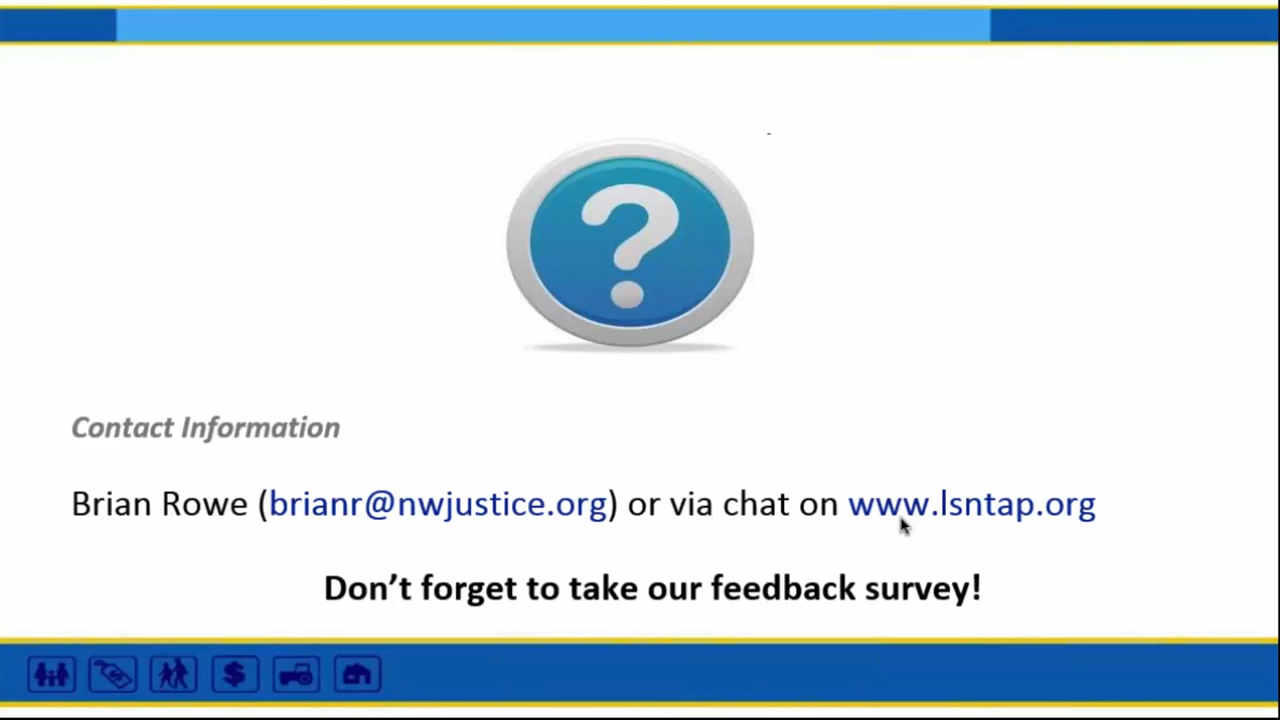 ?
Contact Information
Brian Rowe (brianr@nwjustice.org) or via chat on www.lsntap.org
Don’t forget to take our feedback survey!
$